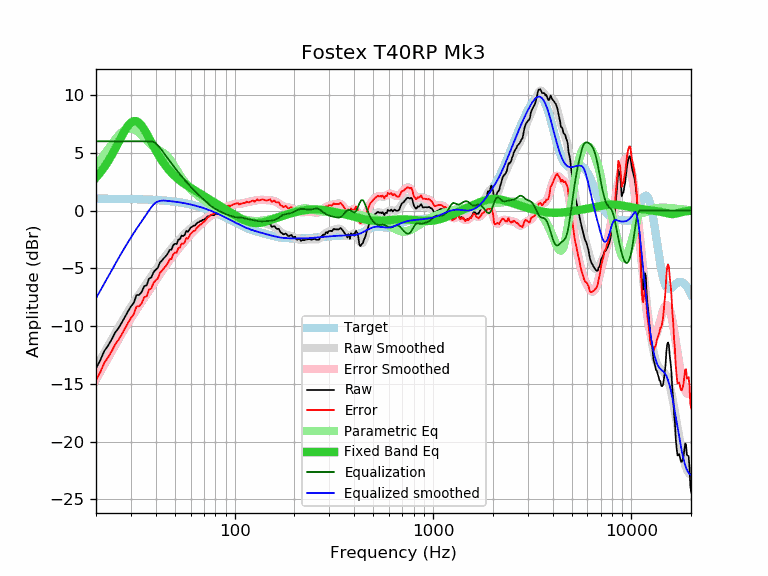 Fostex T40RP Mk3
Amplitude (dBr)
10
5
0
−5
−10
−15
−20
−25
Target
Raw Smoothed
Error Smoothed
Raw
Error
Parametric Eq
Fixed Band Eq
Equalization
Equalized smoothed
100
1000
10000
Frequency (Hz)